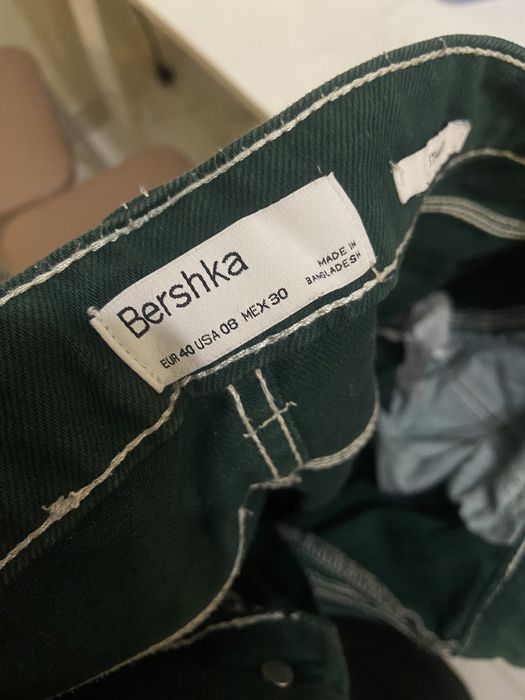 Bershka
EUR 40 USA 08 MEX 30
MADE IN
BANGLADESH